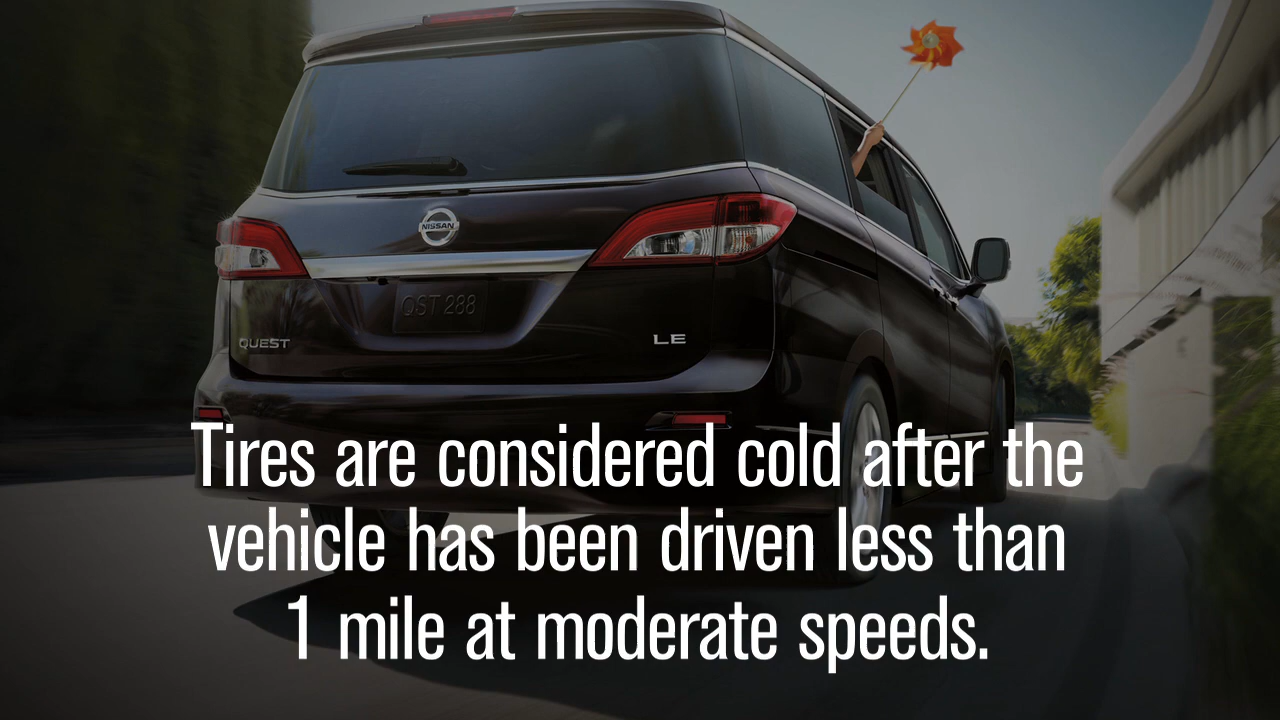 NISSAN
QST 288
QUEST
LE
Tires are considered cold after the
vehicle has been driven less than
1 mile at moderate speeds.